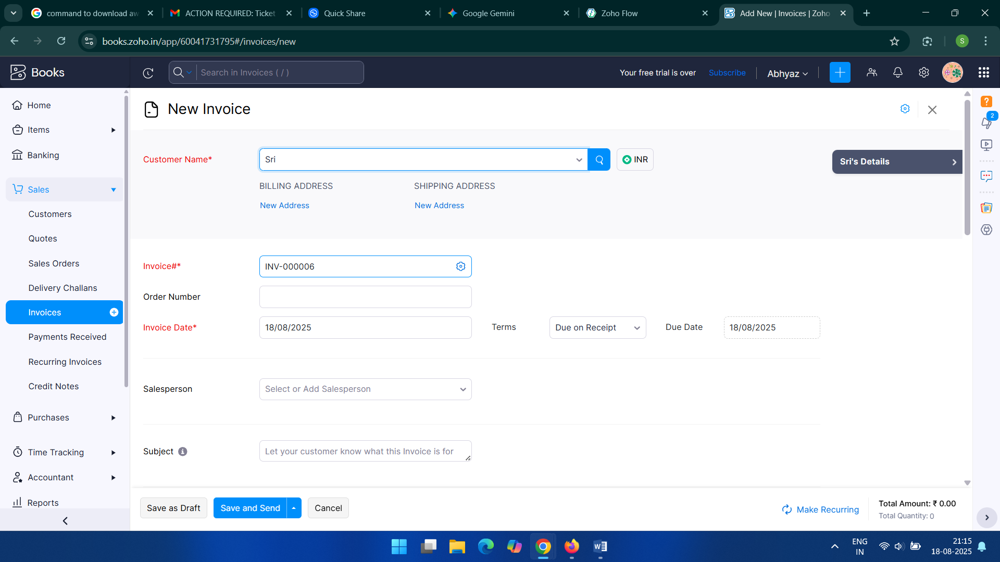 command to download aw
ACTION REQUIRED: Ticket
Quick Share
Google Gemini
Zoho Flow
Add New | Invoices | Zoho
books.zoho.in/app/60041731795#/invoices/new
S
Books
Search in Invoices ( / )
Your free trial is over
Subscribe
Abhyaz
Home
Items
Banking
Sales
Customers
Quotes
Sales Orders
Delivery Challans
Invoices
Payments Received
Recurring Invoices
Credit Notes
Purchases
Time Tracking
Accountant
Reports
New Invoice
Customer Name*
Sri
INR
Sri's Details
BILLING ADDRESS
SHIPPING ADDRESS
New Address
New Address
Invoice#*
INV-000006
Order Number
Invoice Date*
18/08/2025
Terms
Due on Receipt
Due Date
18/08/2025
Salesperson
Select or Add Salesperson
Subject
Let your customer know what this Invoice is for
Save as Draft
Save and Send
Cancel
Make Recurring
Total Amount: ₹ 0.00
Total Quantity: 0
?
2
ENG
IN
21:15
18-08-2025